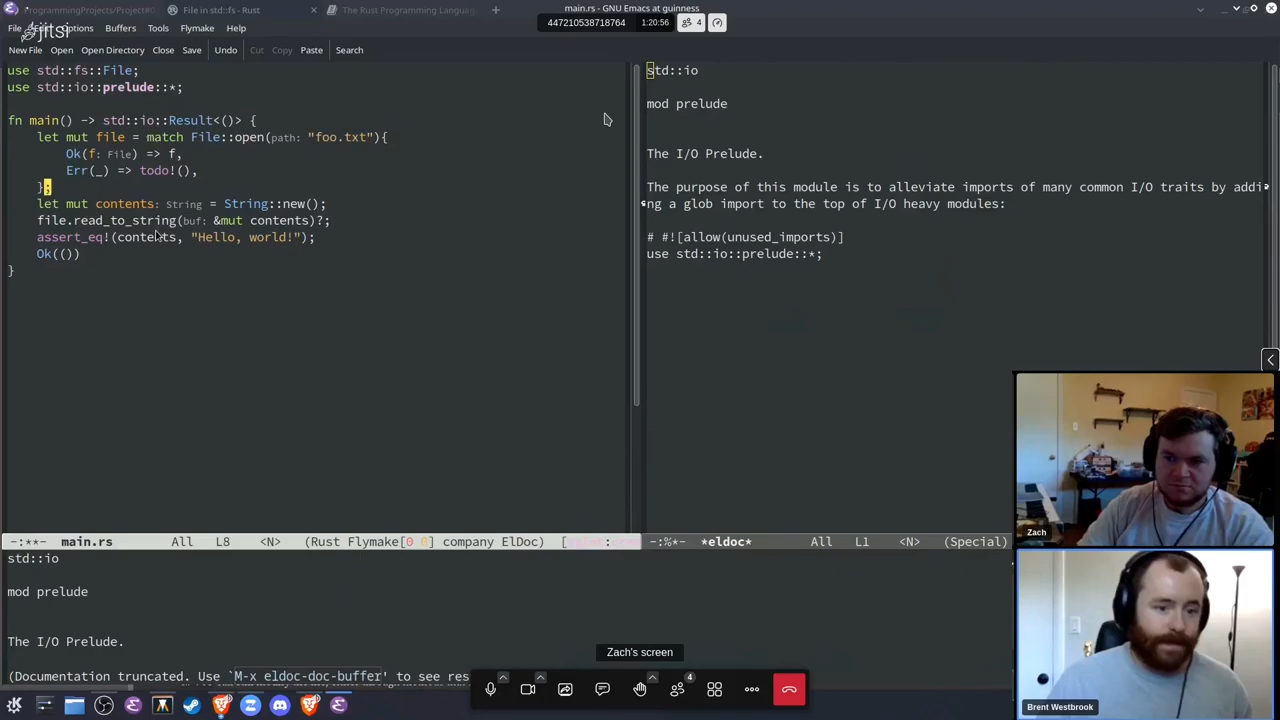 ProgrammingProjects/Project#0 File in std::fs - Rust The Rust Programming Languag
main.rs - GNU Emacs at guinness
447210538718764 1:20:56 4
jitsi
File Options Buffers Tools Flymake Help
New File Open Open Directory Close Save Undo Cut Copy Paste Search
use std::fs::File;
use std::io::prelude::*;
fn main() -> std::io::Result<()> {
let mut file = match File::open(path: "foo.txt"){
Ok(f: File) => f,
Err(_) => todo!(),
};
let mut contents: String = String::new();
file.read_to_string(buf: &mut contents)?;
assert_eq!(contents, "Hello, world!");
Ok(())
}
std::io
mod prelude
The I/O Prelude.
The purpose of this module is to alleviate imports of many common I/O traits by addi
ng a glob import to the top of I/O heavy modules:
# #![allow(unused_imports)]
use std::io::prelude::*;
-:**- main.rs All L8 <N> (Rust Flymake[0 0] company ElDoc)
-:%*- *eldoc* All L1 <N> (Special)
std::io
mod prelude
The I/O Prelude.
(Documentation truncated. Use `M-x eldoc-doc-buffer' to see res
Zach's screen
4
Zach
Brent Westbrook